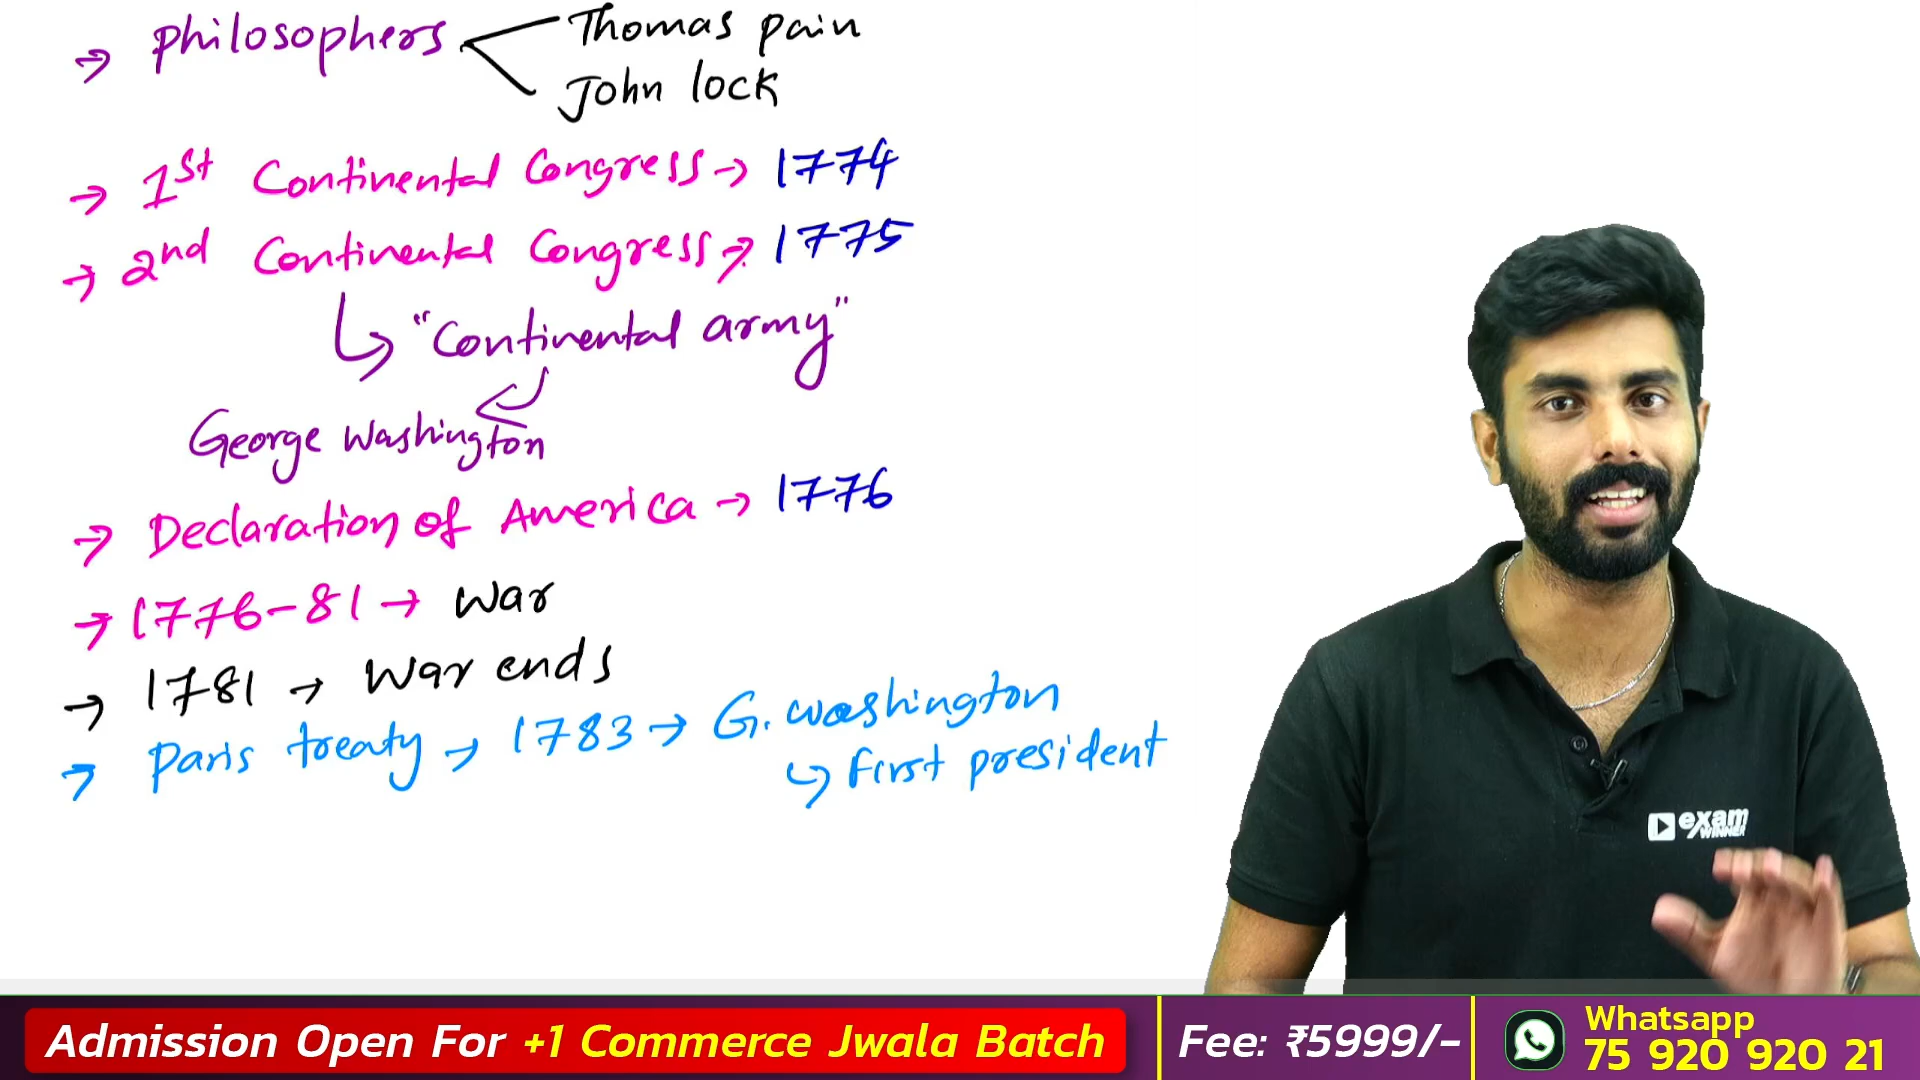 → Philosophers Thomas pain
John lock
→ 1st Continental Congress → 1774
→ 2nd Continental Congress → 1775
↳ "Continental army"
George Washington
→ Declaration of America → 1776
→ 1776-81 → War
→ 1781 → War ends
→ Paris treaty → 1783 → G. Washington
↳ First president
exam
WINNER
Admission Open For +1 Commerce Jwala Batch
Fee: ₹5999/-
Whatsapp
75 920 920 21